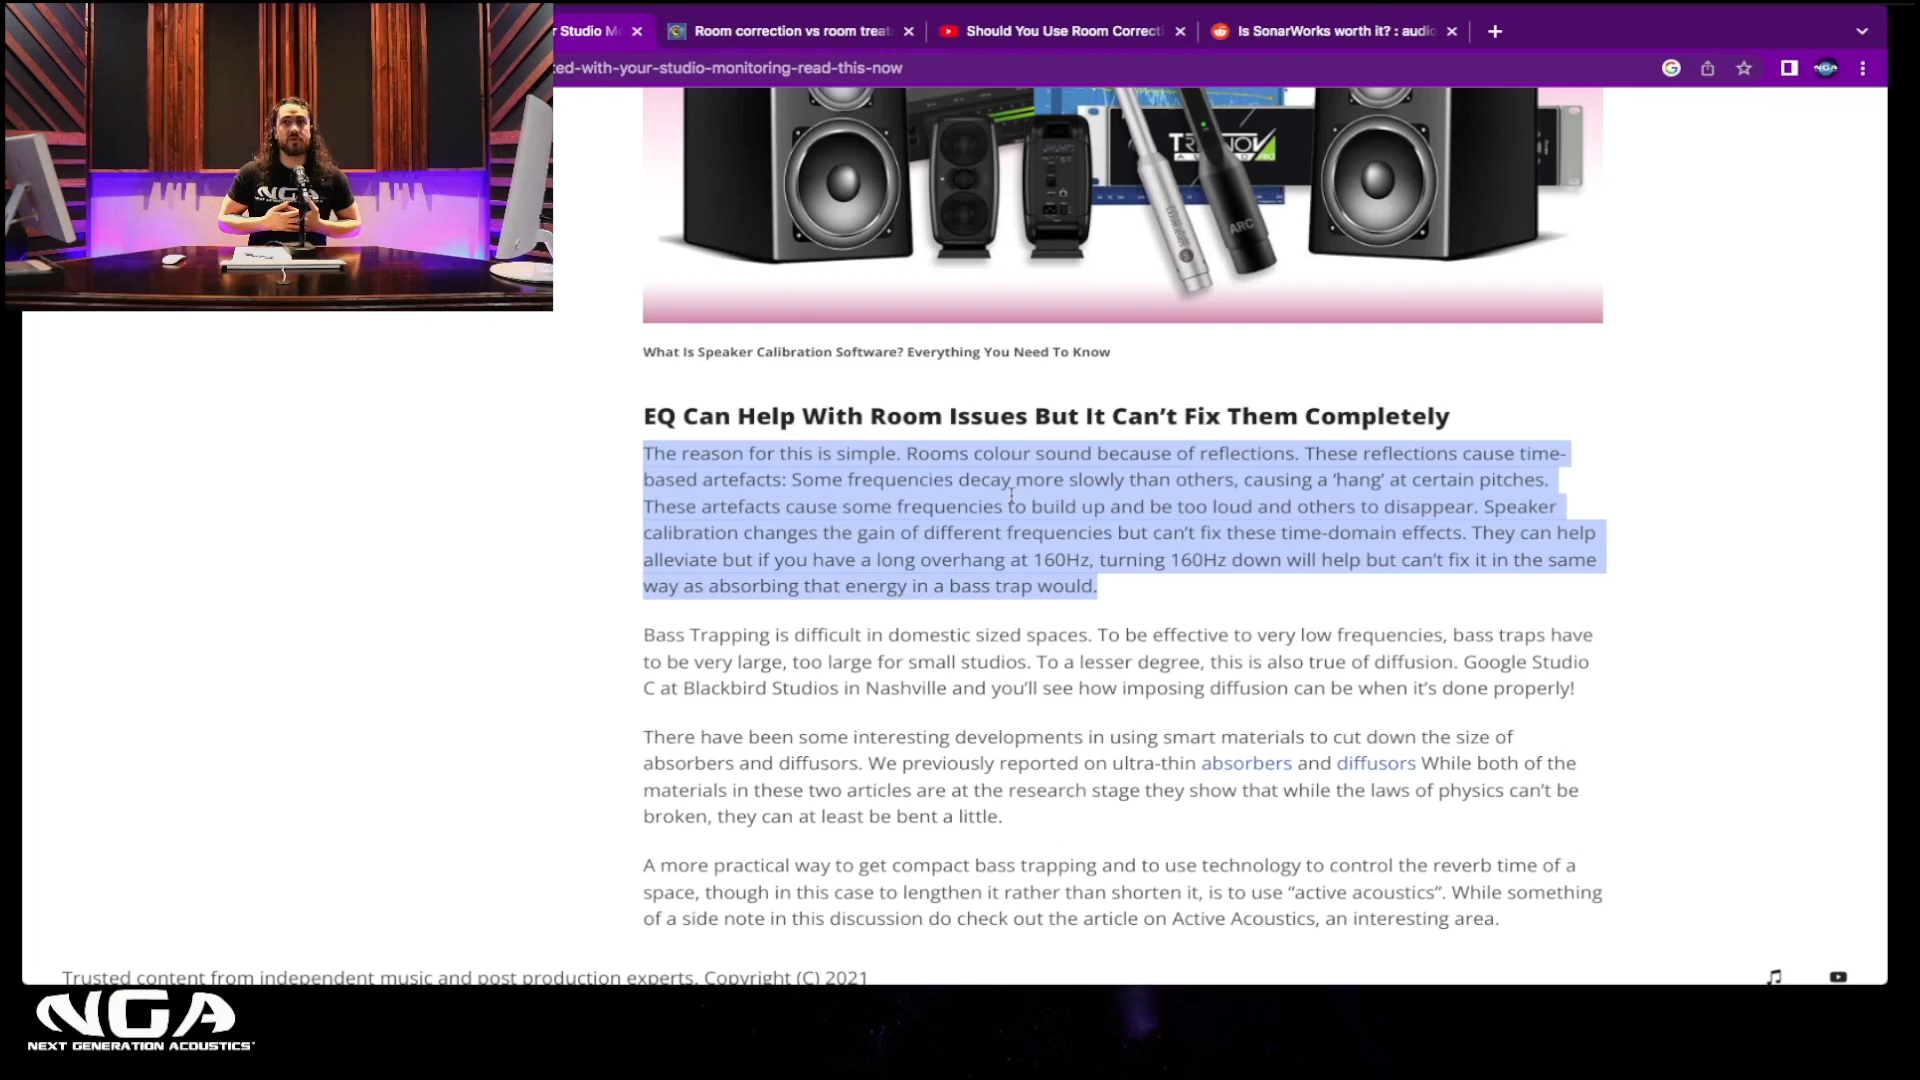 r Studio Mo
Room correction vs room treat
Should You Use Room Correcti
Is SonarWorks worth it? : audio
ted-with-your-studio-monitoring-read-this-now
NGA
TRINNOV
AUDIO PRO
ARC
What Is Speaker Calibration Software? Everything You Need To Know
EQ Can Help With Room Issues But It Can’t Fix Them Completely
The reason for this is simple. Rooms colour sound because of reflections. These reflections cause time-
based artefacts: Some frequencies decay more slowly than others, causing a ‘hang’ at certain pitches.
These artefacts cause some frequencies to build up and be too loud and others to disappear. Speaker
calibration changes the gain of different frequencies but can’t fix these time-domain effects. They can help
alleviate but if you have a long overhang at 160Hz, turning 160Hz down will help but can’t fix it in the same
way as absorbing that energy in a bass trap would.
Bass Trapping is difficult in domestic sized spaces. To be effective to very low frequencies, bass traps have
to be very large, too large for small studios. To a lesser degree, this is also true of diffusion. Google Studio
C at Blackbird Studios in Nashville and you’ll see how imposing diffusion can be when it’s done properly!
There have been some interesting developments in using smart materials to cut down the size of
absorbers and diffusors. We previously reported on ultra-thin absorbers and diffusors While both of the
materials in these two articles are at the research stage they show that while the laws of physics can’t be
broken, they can at least be bent a little.
A more practical way to get compact bass trapping and to use technology to control the reverb time of a
space, though in this case to lengthen it rather than shorten it, is to use “active acoustics”. While something
of a side note in this discussion do check out the article on Active Acoustics, an interesting area.
Trusted content from independent music and post production experts. Copyright (C) 2021
NGA
NEXT GENERATION ACOUSTICS